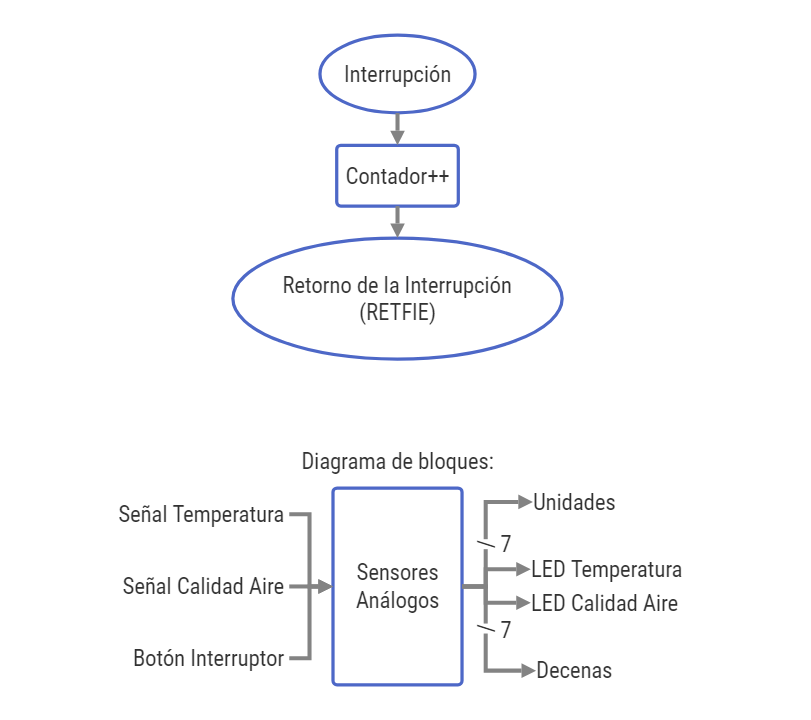 Interrupción
Contador++
Retorno de la Interrupción
(RETFIE)
Diagrama de bloques:
Señal Temperatura
Señal Calidad Aire
Botón Interruptor
Sensores
Análogos
Unidades
7
LED Temperatura
LED Calidad Aire
7
Decenas